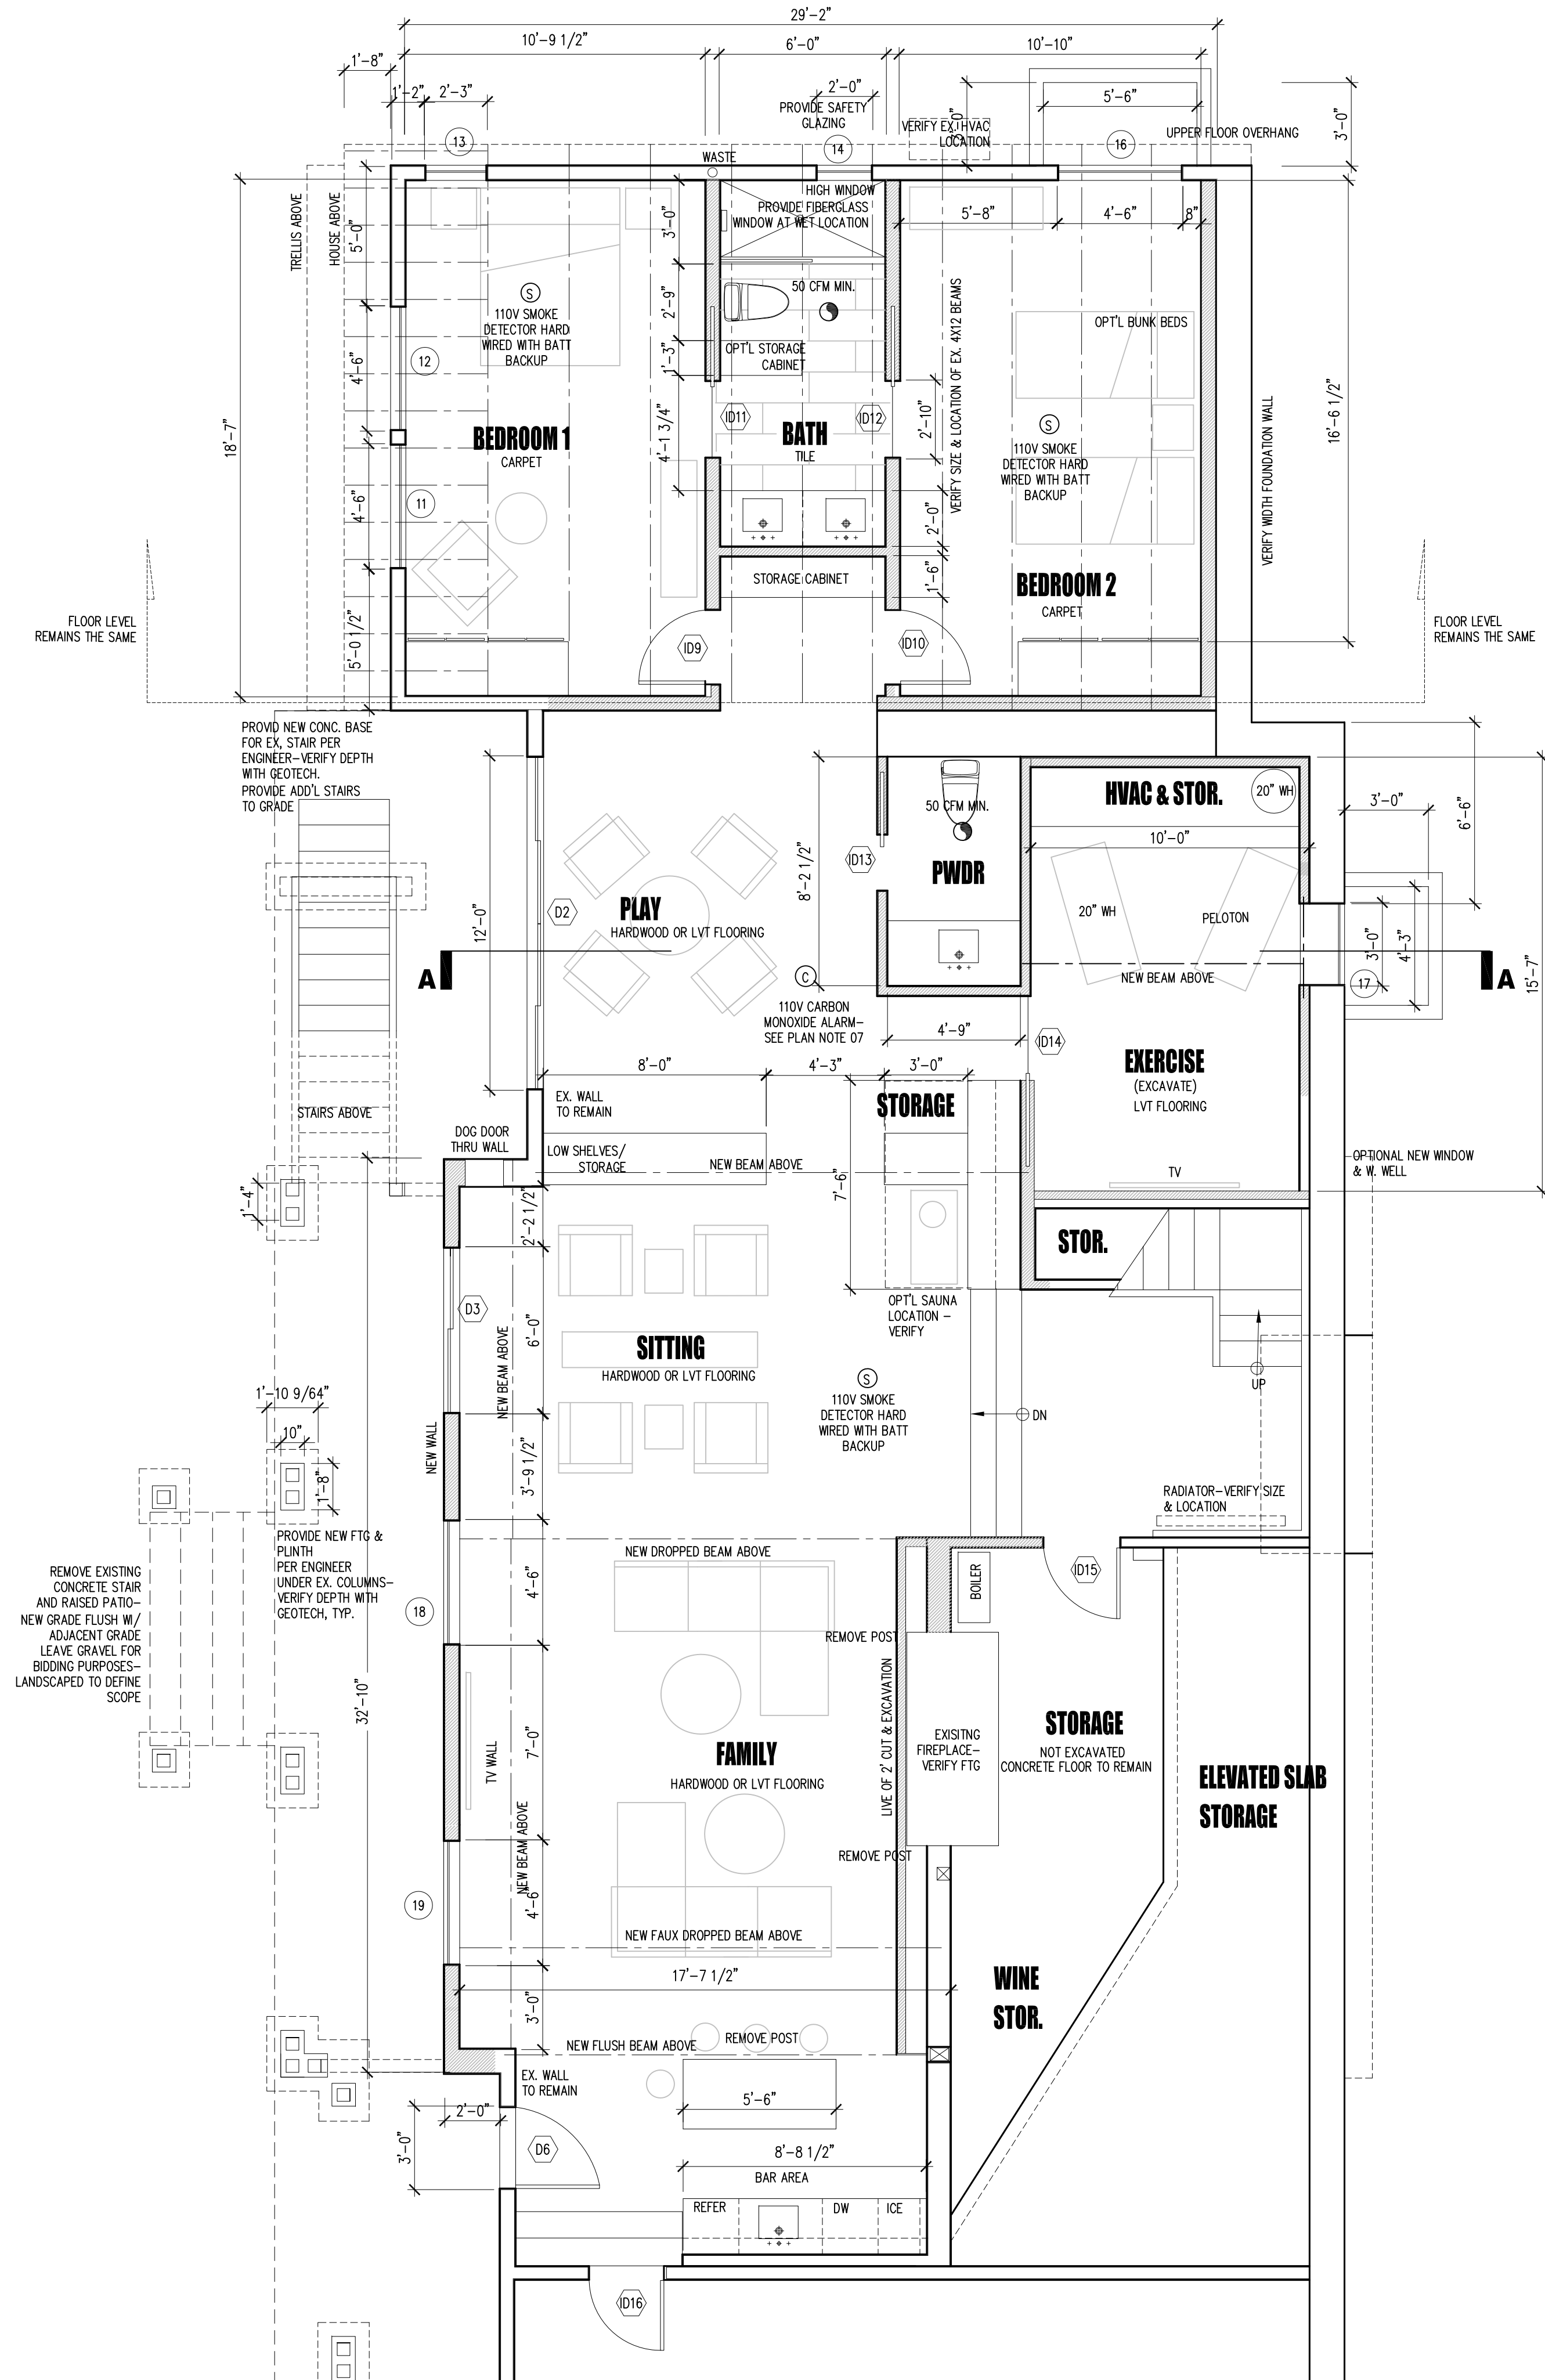 29'-2"
10'-9 1/2"
6'-0"
10'-10"
1'-8"
1'-2"
2'-3"
2'-0"
5'-6"
3'-0"
3'-0"
PROVIDE SAFETY
GLAZING
VERIFY EX. HVAC
LOCATION
UPPER FLOOR OVERHANG
13
14
16
WASTE
HIGH WINDOW
PROVIDE FIBERGLASS
WINDOW AT WET LOCATION
5'-8"
4'-6"
8"
TRELLIS ABOVE
HOUSE ABOVE
5'-0"
3'-0"
S
110V SMOKE
DETECTOR HARD
WIRED WITH BATT
BACKUP
2'-9"
50 CFM MIN.
OPT'L STORAGE
CABINET
1'-3"
OPT'L BUNK BEDS
VERIFY SIZE & LOCATION OF EX. 4X12 BEAMS
12
4'-6"
18'-7"
BEDROOM 1
CARPET
4'-1 3/4"
ID11
ID12
BATH
TILE
2'-10"
S
110V SMOKE
DETECTOR HARD
WIRED WITH BATT
BACKUP
16'-6 1/2"
VERIFY WIDTH FOUNDATION WALL
11
4'-6"
2'-0"
1'-6"
STORAGE CABINET
BEDROOM 2
CARPET
FLOOR LEVEL
REMAINS THE SAME
5'-0 1/2"
ID9
ID10
FLOOR LEVEL
REMAINS THE SAME
PROVID NEW CONC. BASE
FOR EX, STAIR PER
ENGINEER-VERIFY DEPTH
WITH GEOTECH.
PROVIDE ADD'L STAIRS
TO GRADE
HVAC & STOR.
20" WH
50 CFM MIN.
3'-0"
6'-6"
10'-0"
8'-2 1/2"
ID13
PWDR
12'-0"
D2
PLAY
HARDWOOD OR LVT FLOORING
20" WH
PELOTON
3'-0"
4'-3"
15'-7"
A
C
NEW BEAM ABOVE
17
A
110V CARBON
MONOXIDE ALARM-
SEE PLAN NOTE 07
4'-9"
ID14
EXERCISE
(EXCAVATE)
LVT FLOORING
8'-0"
4'-3"
3'-0"
EX. WALL
TO REMAIN
STORAGE
STAIRS ABOVE
DOG DOOR
THRU WALL
LOW SHELVES/
STORAGE
NEW BEAM ABOVE
TV
OPTIONAL NEW WINDOW
& W. WELL
7'-6"
1'-4"
2'-2 1/2"
STOR.
D3
OPT'L SAUNA
LOCATION -
VERIFY
NEW BEAM ABOVE
6'-0"
SITTING
HARDWOOD OR LVT FLOORING
S
110V SMOKE
DETECTOR HARD
WIRED WITH BATT
BACKUP
UP
DN
1'-10 9/64"
10"
1'-8"
NEW WALL
3'-9 1/2"
RADIATOR-VERIFY SIZE
& LOCATION
PROVIDE NEW FTG &
PLINTH
PER ENGINEER
UNDER EX. COLUMNS-
VERIFY DEPTH WITH
GEOTECH, TYP.
REMOVE EXISTING
CONCRETE STAIR
AND RAISED PATIO-
NEW GRADE FLUSH W/
ADJACENT GRADE
LEAVE GRAVEL FOR
BIDDING PURPOSES-
LANDSCAPED TO DEFINE
SCOPE
NEW DROPPED BEAM ABOVE
4'-6"
18
BOILER
ID15
REMOVE POST
LIVE OF 2' CUT & EXCAVATION
32'-10"
TV WALL
7'-0"
FAMILY
HARDWOOD OR LVT FLOORING
EXISITNG
FIREPLACE-
VERIFY FTG
STORAGE
NOT EXCAVATED
CONCRETE FLOOR TO REMAIN
ELEVATED SLAB
STORAGE
NEW BEAM ABOVE
REMOVE POST
19
4'-6"
NEW FAUX DROPPED BEAM ABOVE
17'-7 1/2"
WINE
STOR.
3'-0"
NEW FLUSH BEAM ABOVE
REMOVE POST
EX. WALL
TO REMAIN
2'-0"
5'-6"
3'-0"
D6
8'-8 1/2"
BAR AREA
REFER
DW
ICE
ID16